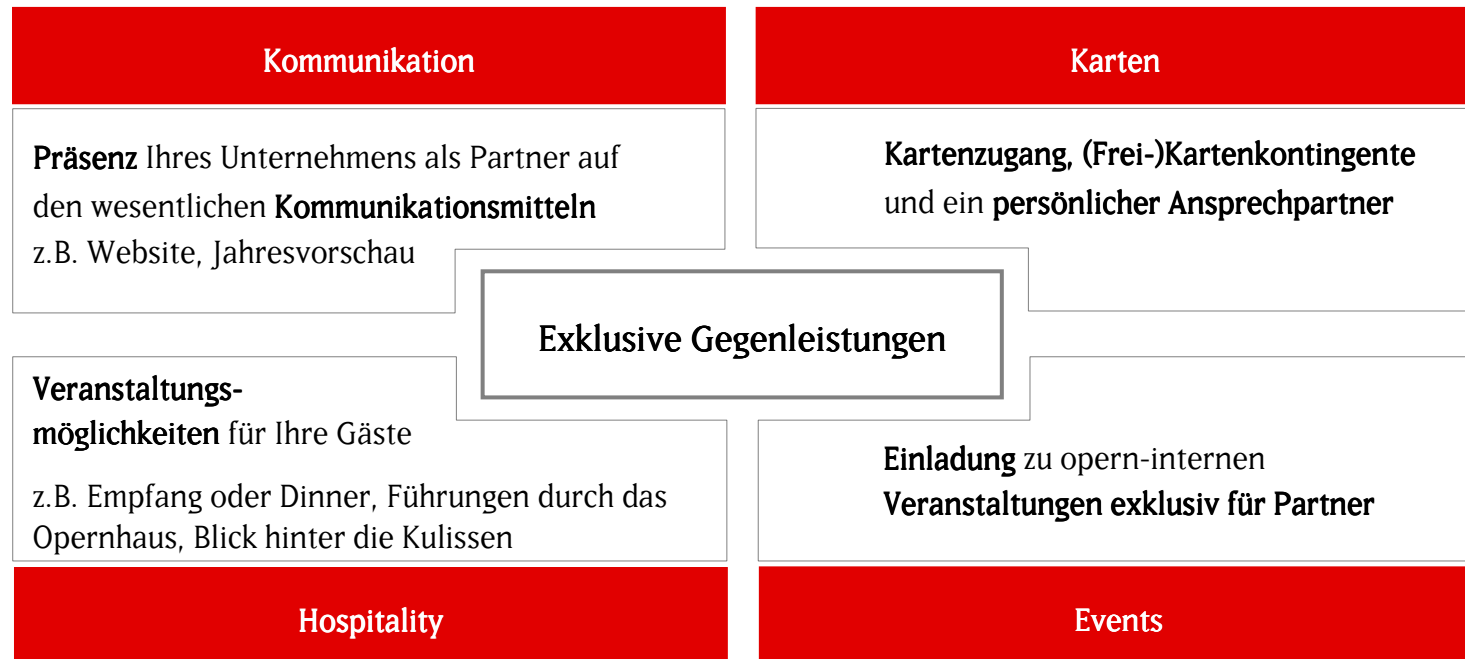 Kommunikation
Präsenz Ihres Unternehmens als Partner auf
den wesentlichen Kommunikationsmitteln
z.B. Website, Jahresvorschau
Karten
Kartenzugang, (Frei-)Kartenkontingente
und ein persönlicher Ansprechpartner
Exklusive Gegenleistungen
Veranstaltungs-
möglichkeiten für Ihre Gäste
z.B. Empfang oder Dinner, Führungen durch das
Opernhaus, Blick hinter die Kulissen
Hospitality
Einladung zu opern-internen
Veranstaltungen exklusiv für Partner
Events